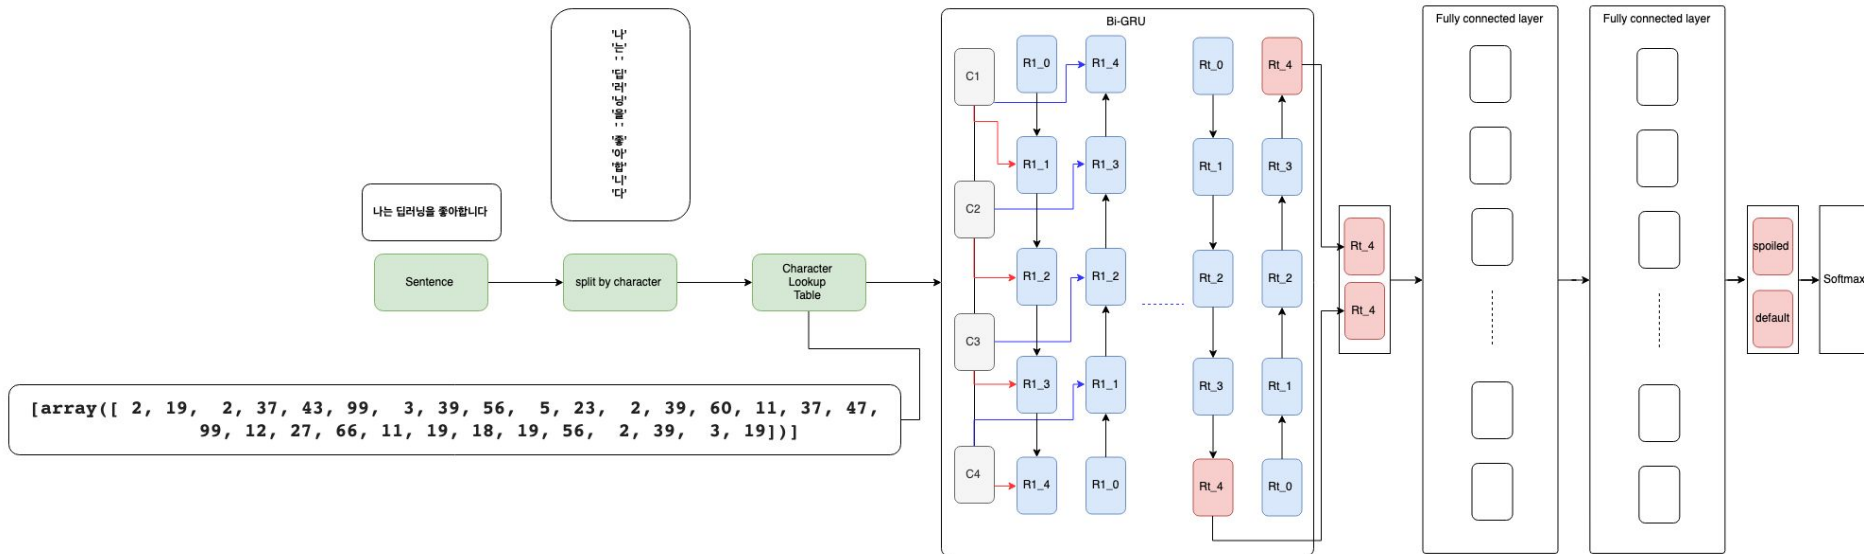 나는 딥러닝을 좋아합니다
'나'
'는'
' '
'딥'
'러'
'닝'
'을'
' '
'좋'
'아'
'합'
'니'
'다'
Sentence
split by character
Character
Lookup
Table
[array([ 2, 19,  2, 37, 43, 99,  3, 39, 56,  5, 23,  2, 39, 60, 11, 37, 47,
99, 12, 27, 66, 11, 19, 18, 19, 56,  2, 39,  3, 19])]
Bi-GRU
C1
C2
C3
C4
R1_0
R1_1
R1_2
R1_3
R1_4
R1_4
R1_3
R1_2
R1_1
R1_0
Rt_0
Rt_1
Rt_2
Rt_3
Rt_4
Rt_4
Rt_3
Rt_2
Rt_1
Rt_0
Rt_4
Rt_4
Fully connected layer
Fully connected layer
spoiled
default
Softmax